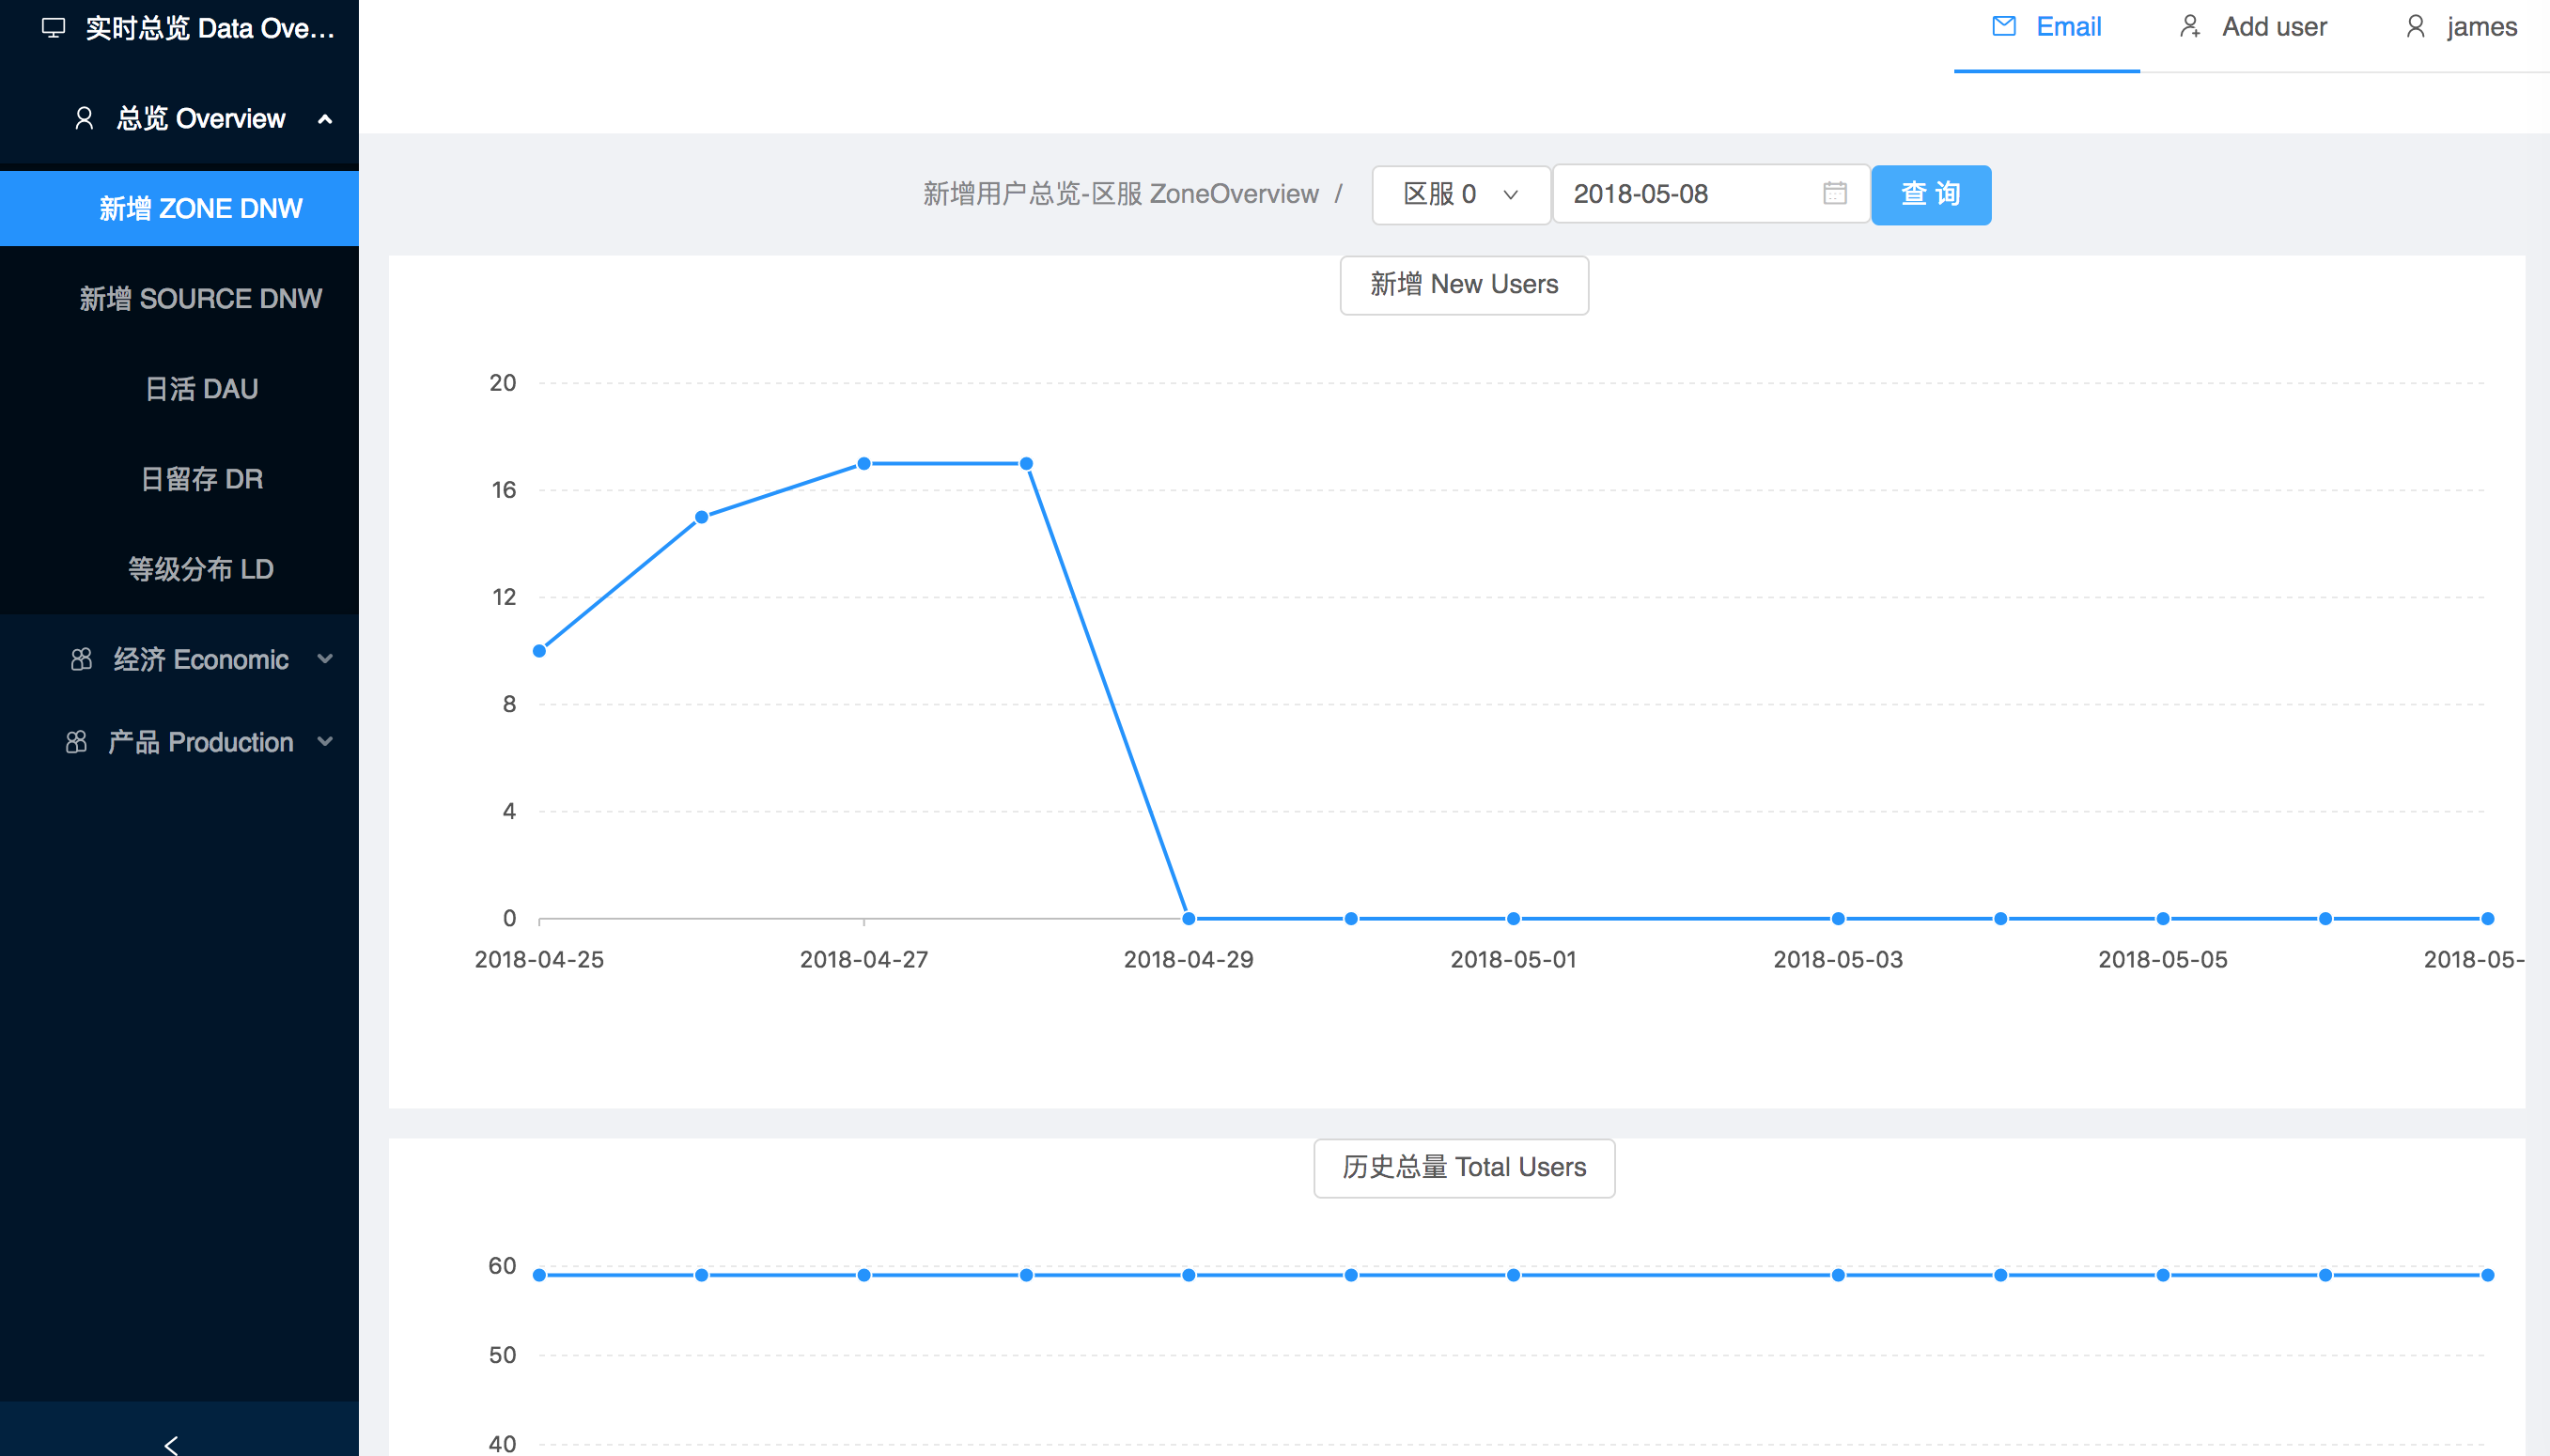 实时总览 Data Ove...
总览 Overview
新增 ZONE DNW
新增 SOURCE DNW
日活 DAU
日留存 DR
等级分布 LD
经济 Economic
产品 Production
Email
Add user
james
新增用户总览-区服 ZoneOverview /
区服 0
2018-05-08
查 询
新增 New Users
20
16
12
8
4
0
2018-04-25
2018-04-27
2018-04-29
2018-05-01
2018-05-03
2018-05-05
2018-05-
历史总量 Total Users
60
50
40